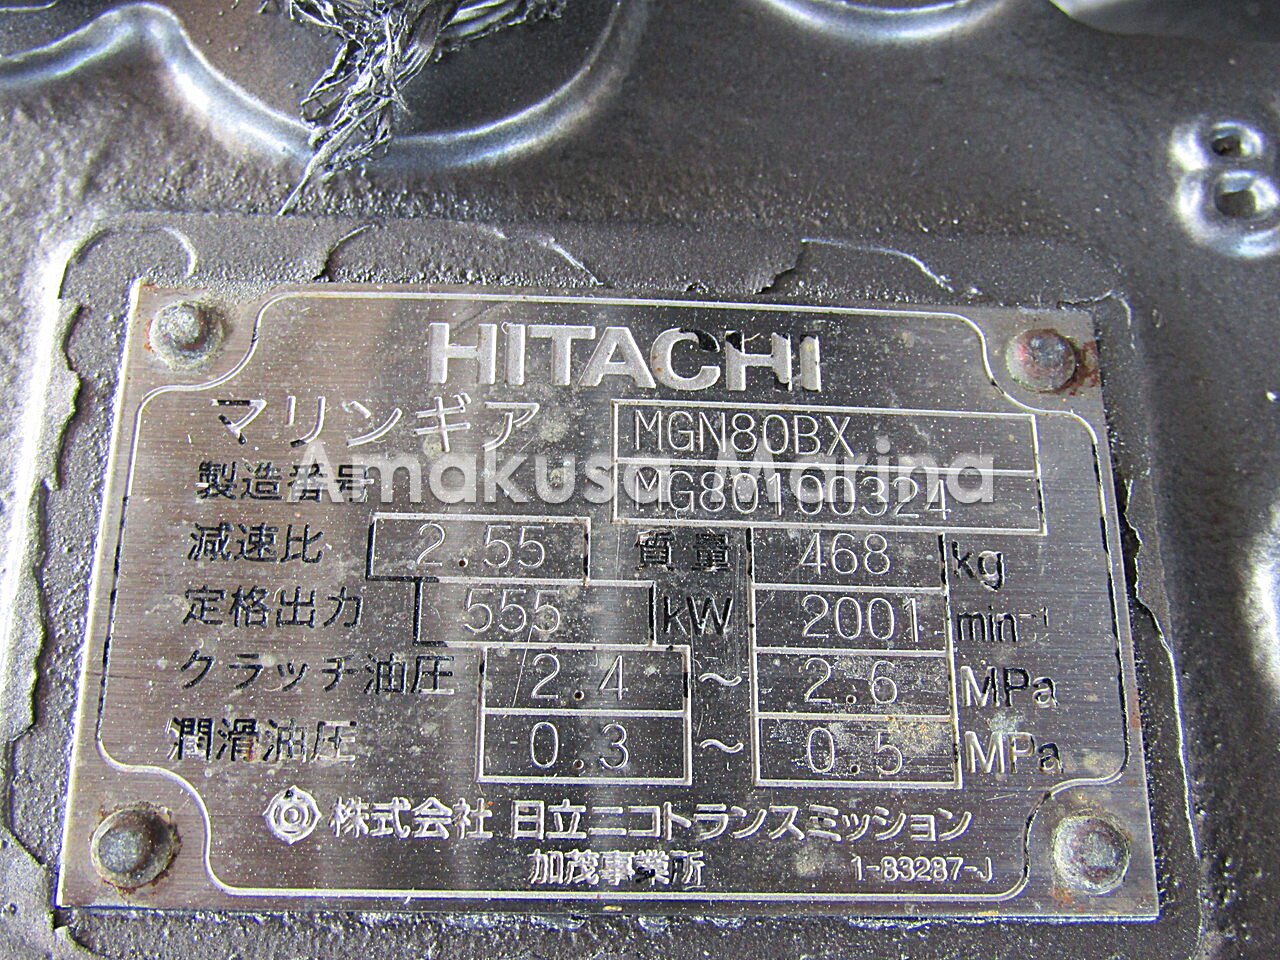 HITACHI
マリンギア MGN80BX
製造番号 MG80100324
Amakusa Marina
減速比 2.55 質量 468 kg
定格出力 555 kW 2001 min⁻¹
クラッチ油圧 2.4 〜 2.6 MPa
潤滑油圧 0.3 〜 0.5 MPa
株式会社 日立ニコトランスミッション
加茂事業所 1-83287-J